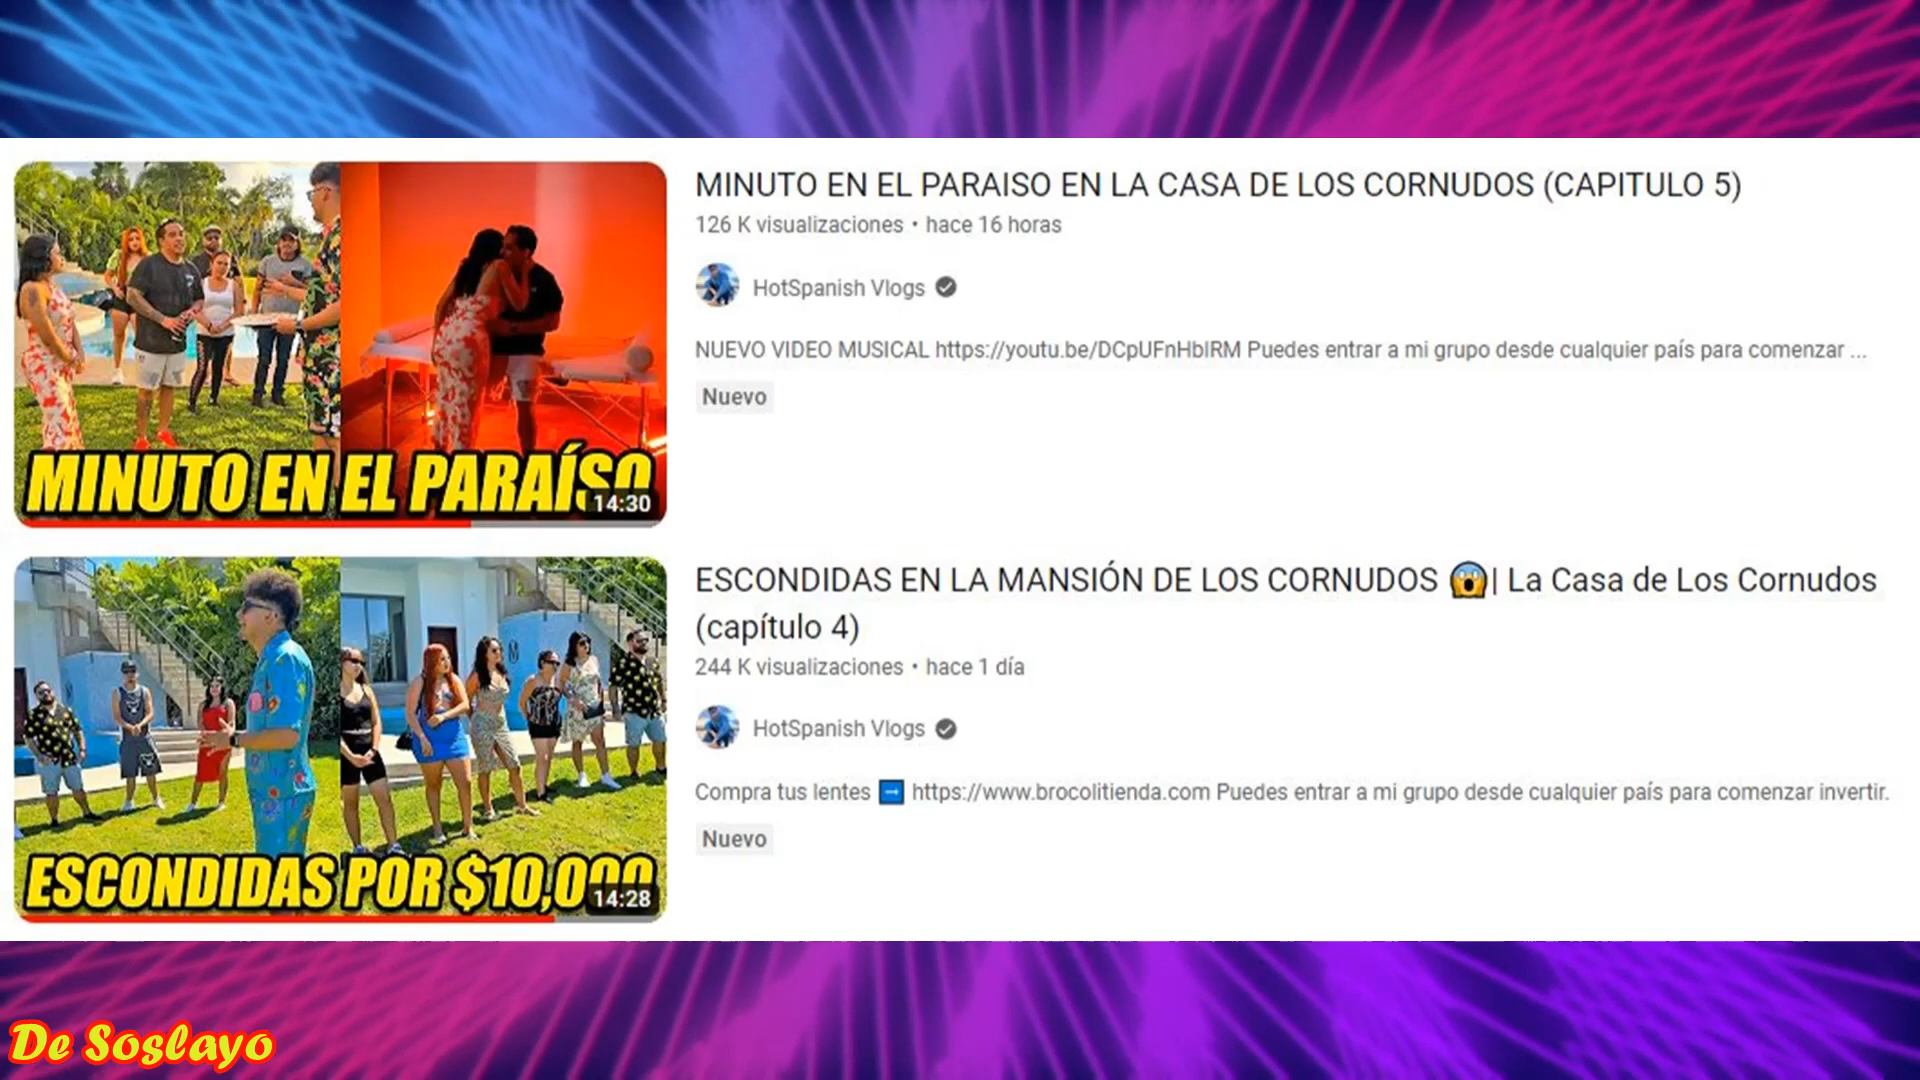 MINUTO EN EL PARAISO EN LA CASA DE LOS CORNUDOS (CAPITULO 5)
126 K visualizaciones • hace 16 horas
HotSpanish Vlogs
NUEVO VIDEO MUSICAL https://youtu.be/DCpUFnHbIRM Puedes entrar a mi grupo desde cualquier país para comenzar ...
Nuevo
MINUTO EN EL PARAÍSO
14:30
ESCONDIDAS EN LA MANSIÓN DE LOS CORNUDOS 😱| La Casa de Los Cornudos
(capítulo 4)
244 K visualizaciones • hace 1 día
HotSpanish Vlogs
Compra tus lentes ➡ https://www.brocolitienda.com Puedes entrar a mi grupo desde cualquier país para comenzar invertir.
Nuevo
ESCONDIDAS POR $10,000
14:28
De Soslayo